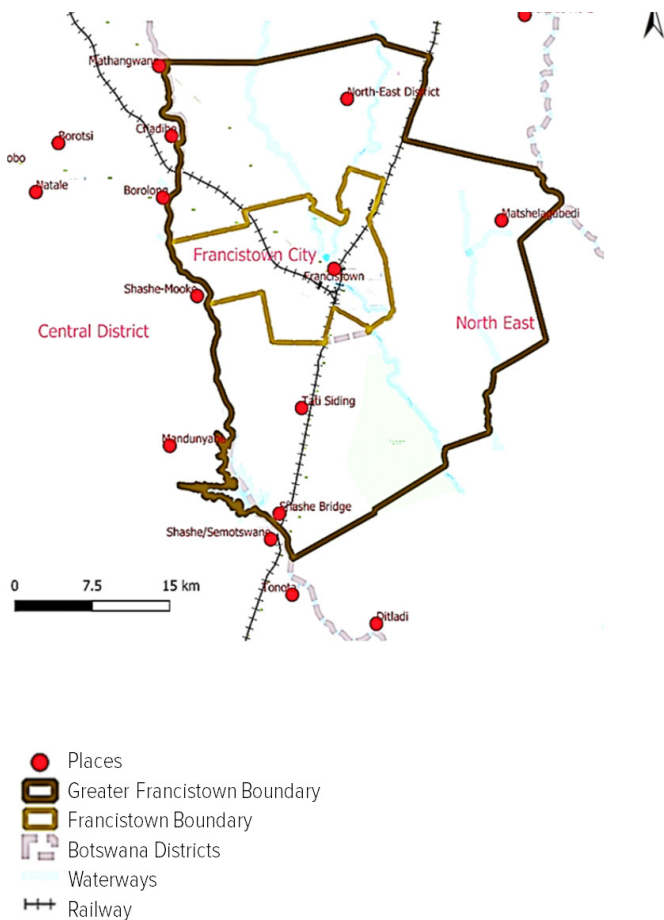 Mathangwane
North-East District
Chadibe
Borotsi
obo
Natale
Borolong
Matshelagabedi
Francistown City
Francistown
Shashe-Mooke
North East
Central District
Tati Siding
Mandunyane
Shashe Bridge
Shashe/Semotswane
0 7.5 15 km
Tonota
Ditladi
Places
Greater Francistown Boundary
Francistown Boundary
Botswana Districts
Waterways
Railway